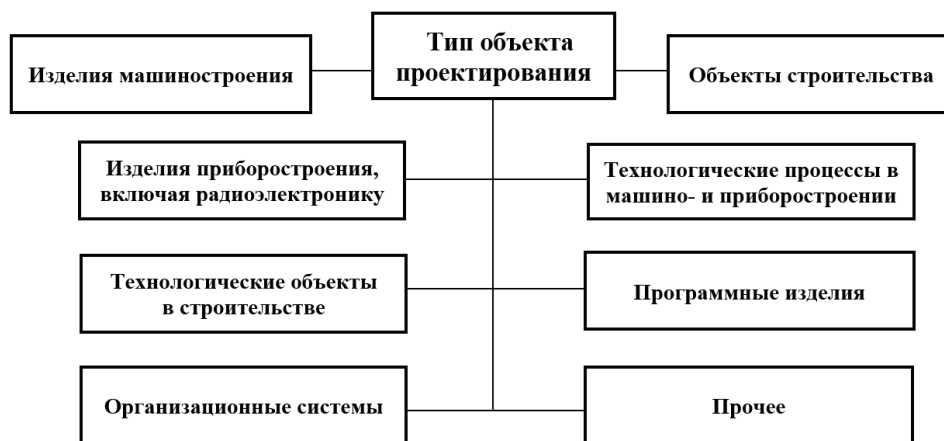 Тип объекта
проектирования
Изделия машиностроения
Объекты строительства
Изделия приборостроения,
включая радиоэлектронику
Технологические процессы в
машино- и приборостроении
Технологические объекты
в строительстве
Программные изделия
Организационные системы
Прочее